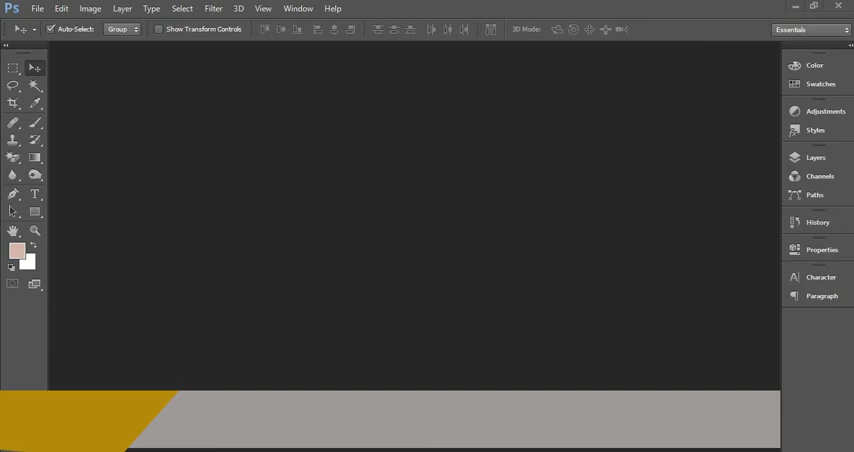 Ps File Edit Image Layer Type Select Filter 3D View Window Help
Auto-Select: Group Show Transform Controls 3D Mode: Essentials
Color
Swatches
Adjustments
Styles
Layers
Channels
Paths
History
Properties
Character
Paragraph